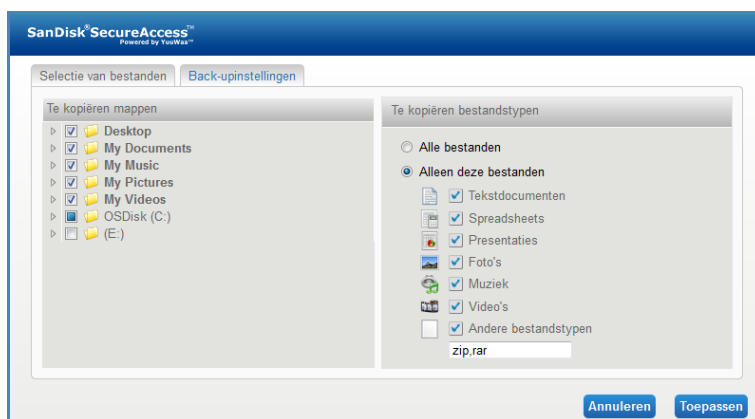 SanDisk®SecureAccess™
Powered by YuuWaa™
Selectie van bestanden
Back-upinstellingen
Te kopiëren mappen
Desktop
My Documents
My Music
My Pictures
My Videos
OSDisk (C:)
(E:)
Te kopiëren bestandstypen
Alle bestanden
Alleen deze bestanden
Tekstdocumenten
Spreadsheets
Presentaties
Foto's
Muziek
Video's
Andere bestandstypen
zip,rar
Annuleren
Toepassen